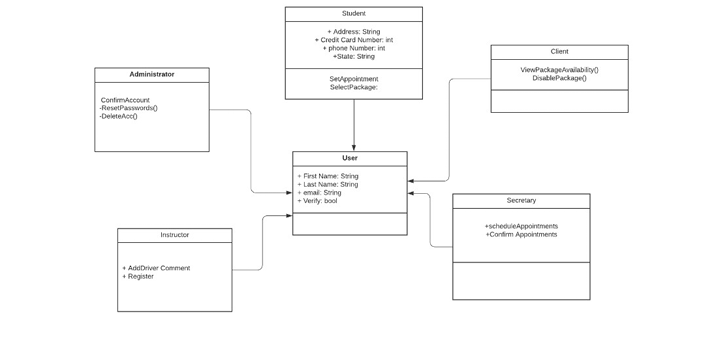 Student
+ Address: String
+ Credit Card Number: int
+ phone Number: int
+State: String
SetAppointment
SelectPackage:
Client
ViewPackageAvailability()
DisablePackage()
Administrator
ConfirmAccount
-ResetPasswords()
-DeleteAcc()
User
+ First Name: String
+ Last Name: String
+ email: String
+ Verify: bool
Secretary
+scheduleAppointments
+Confirm Appointments
Instructor
+ AddDriver Comment
+ Register